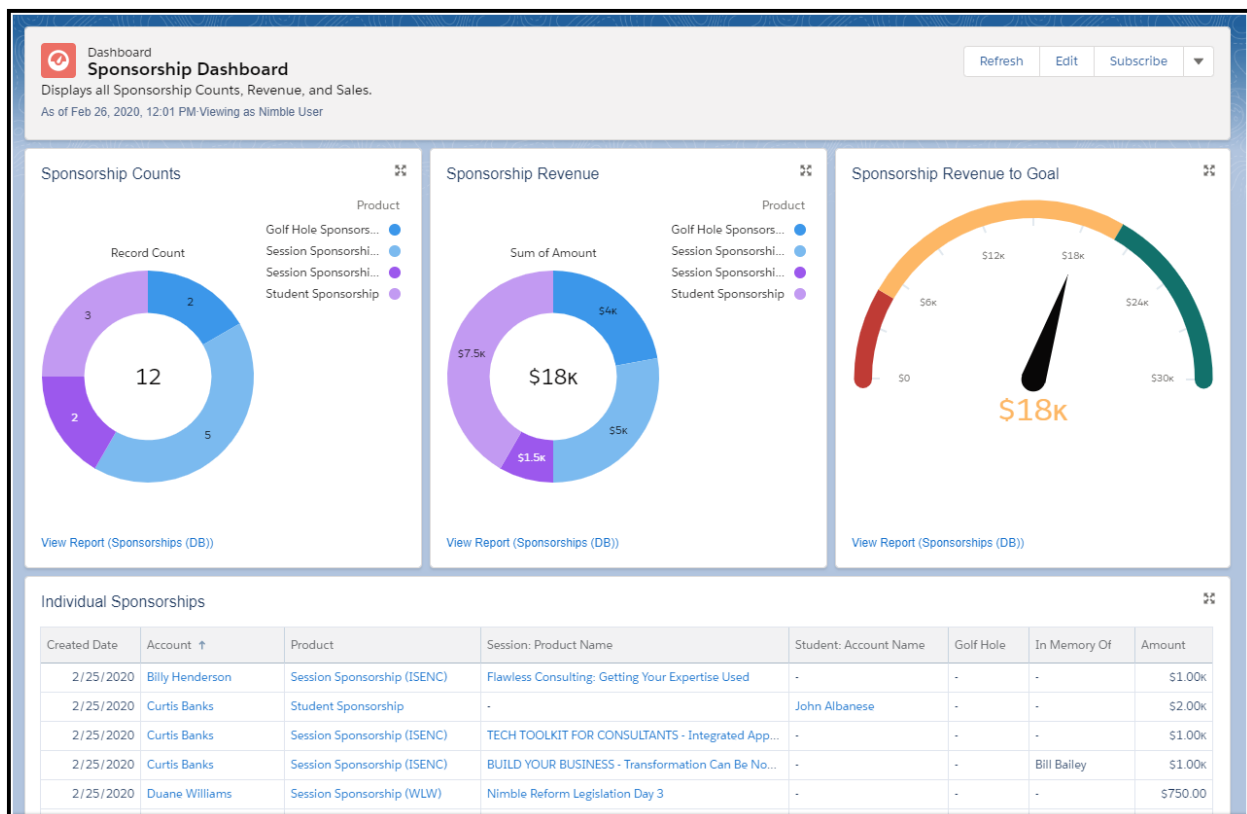 Dashboard
Sponsorship Dashboard
Displays all Sponsorship Counts, Revenue, and Sales.
As of Feb 26, 2020, 12:01 PM·Viewing as Nimble User
Refresh Edit Subscribe
Sponsorship Counts
Product
Golf Hole Sponsors...
Session Sponsorshi...
Session Sponsorshi...
Student Sponsorship
Record Count
3
2
12
2
5
View Report (Sponsorships (DB))
Sponsorship Revenue
Product
Golf Hole Sponsors...
Session Sponsorshi...
Session Sponsorshi...
Student Sponsorship
Sum of Amount
$4K
$7.5K
$18K
$5K
$1.5K
View Report (Sponsorships (DB))
Sponsorship Revenue to Goal
$12K $18K
$6K $24K
$0 $30K
$18K
View Report (Sponsorships (DB))
Individual Sponsorships
Created Date Account ↑ Product Session: Product Name Student: Account Name Golf Hole In Memory Of Amount
2/25/2020 Billy Henderson Session Sponsorship (ISENC) Flawless Consulting: Getting Your Expertise Used - - - $1.00K
2/25/2020 Curtis Banks Student Sponsorship - John Albanese - - $2.00K
2/25/2020 Curtis Banks Session Sponsorship (ISENC) TECH TOOLKIT FOR CONSULTANTS - Integrated App... - - - $1.00K
2/25/2020 Curtis Banks Session Sponsorship (ISENC) BUILD YOUR BUSINESS - Transformation Can Be No... - - Bill Bailey $1.00K
2/25/2020 Duane Williams Session Sponsorship (WLW) Nimble Reform Legislation Day 3 - - - $750.00